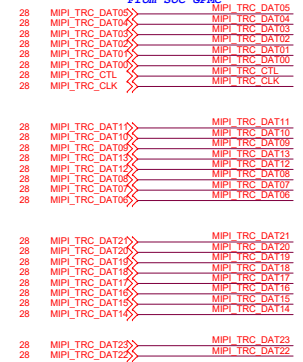 From SOC GPMC
28 MIPI_TRC_DAT05 MIPI_TRC_DAT05
28 MIPI_TRC_DAT04 MIPI_TRC_DAT04
28 MIPI_TRC_DAT03 MIPI_TRC_DAT03
28 MIPI_TRC_DAT02 MIPI_TRC_DAT02
28 MIPI_TRC_DAT01 MIPI_TRC_DAT01
28 MIPI_TRC_DAT00 MIPI_TRC_DAT00
28 MIPI_TRC_CTL MIPI_TRC_CTL
28 MIPI_TRC_CLK MIPI_TRC_CLK
28 MIPI_TRC_DAT11 MIPI_TRC_DAT11
28 MIPI_TRC_DAT10 MIPI_TRC_DAT10
28 MIPI_TRC_DAT09 MIPI_TRC_DAT09
28 MIPI_TRC_DAT13 MIPI_TRC_DAT13
28 MIPI_TRC_DAT12 MIPI_TRC_DAT12
28 MIPI_TRC_DAT08 MIPI_TRC_DAT08
28 MIPI_TRC_DAT07 MIPI_TRC_DAT07
28 MIPI_TRC_DAT06 MIPI_TRC_DAT06
28 MIPI_TRC_DAT21 MIPI_TRC_DAT21
28 MIPI_TRC_DAT20 MIPI_TRC_DAT20
28 MIPI_TRC_DAT19 MIPI_TRC_DAT19
28 MIPI_TRC_DAT18 MIPI_TRC_DAT18
28 MIPI_TRC_DAT17 MIPI_TRC_DAT17
28 MIPI_TRC_DAT16 MIPI_TRC_DAT16
28 MIPI_TRC_DAT15 MIPI_TRC_DAT15
28 MIPI_TRC_DAT14 MIPI_TRC_DAT14
28 MIPI_TRC_DAT23 MIPI_TRC_DAT23
28 MIPI_TRC_DAT22 MIPI_TRC_DAT22